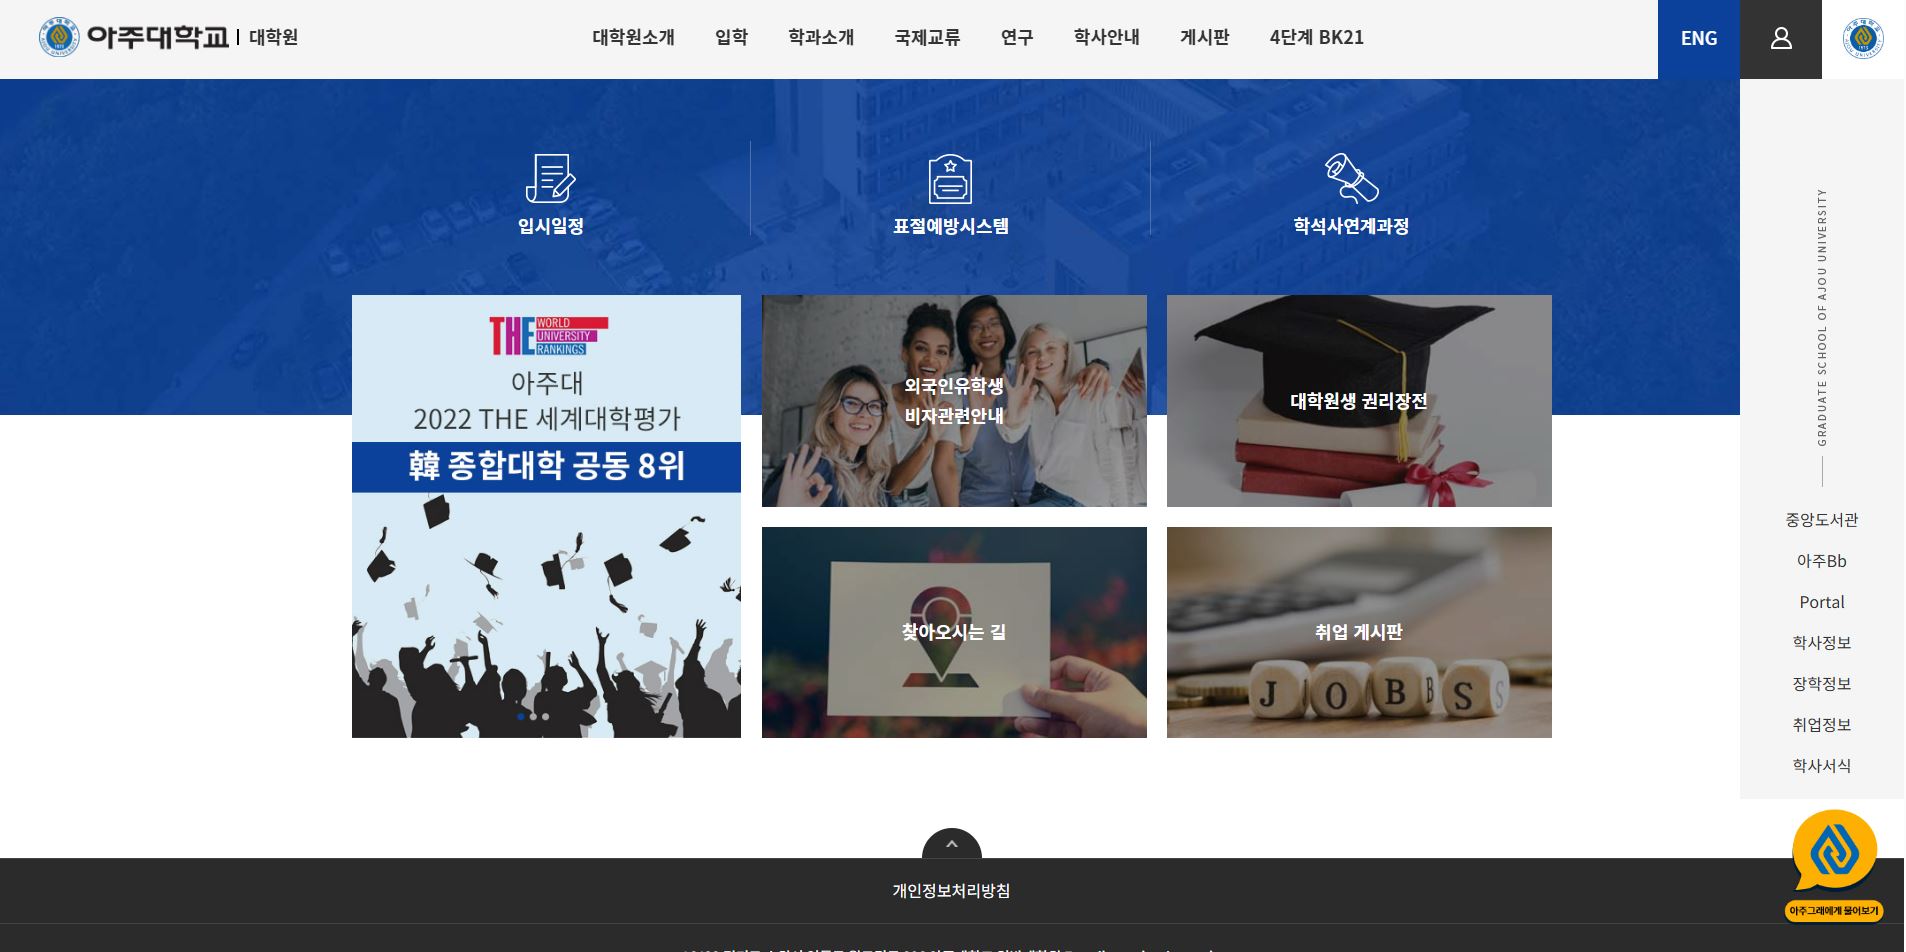 아주대학교 대학원
대학원소개 입학 학과소개 국제교류 연구 학사안내 게시판 4단계 BK21
ENG
입시일정
표절예방시스템
학석사연계과정
THE WORLD
UNIVERSITY
RANKINGS
아주대
2022 THE 세계대학평가
韓 종합대학 공동 8위
외국인유학생
비자관련안내
대학원생 권리장전
찾아오시는 길
취업 게시판
JOBBSS
GRADUATE SCHOOL OF AJOU UNIVERSITY
중앙도서관
아주Bb
Portal
학사정보
장학정보
취업정보
학사서식
아주그래에게 물어보기
개인정보처리방침